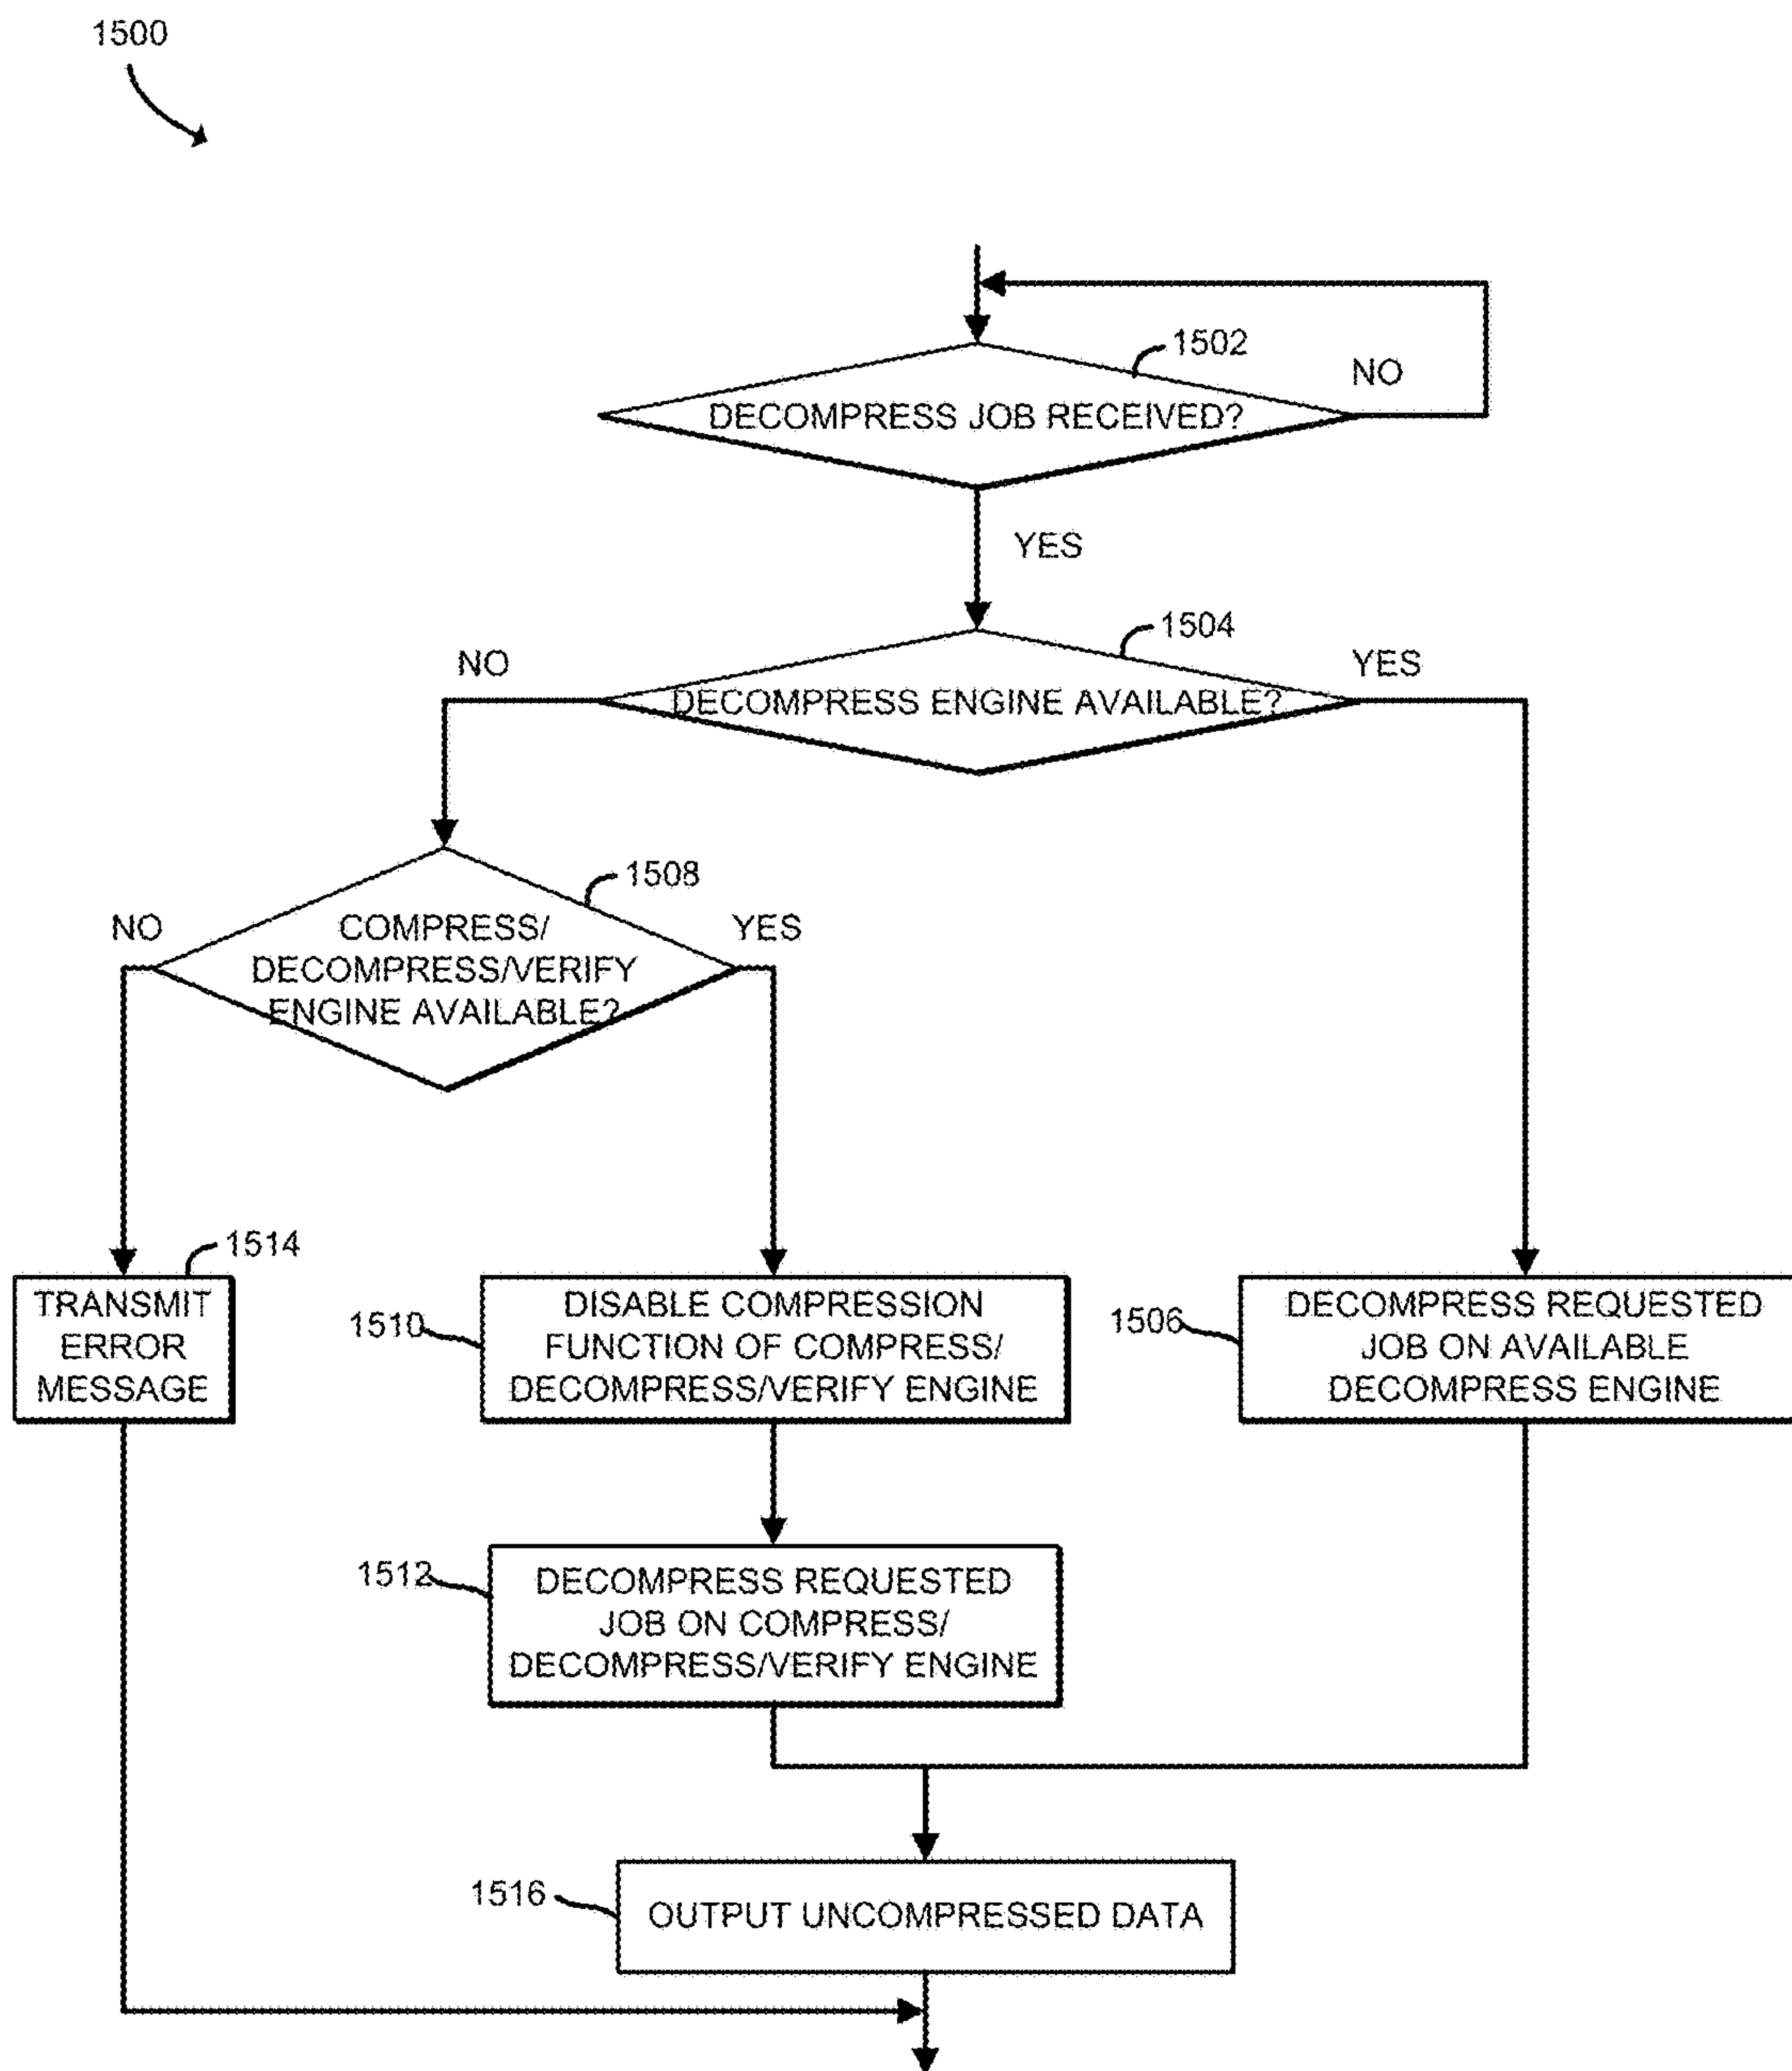 1500
1502
NO
DECOMPRESS JOB RECEIVED?
YES
1504
NO
YES
DECOMPRESS ENGINE AVAILABLE?
1508
NO
YES
COMPRESS/
DECOMPRESS/VERIFY
ENGINE AVAILABLE?
1514
TRANSMIT
ERROR
MESSAGE
1510
DISABLE COMPRESSION
FUNCTION OF COMPRESS/
DECOMPRESS/VERIFY ENGINE
1506
DECOMPRESS REQUESTED
JOB ON AVAILABLE
DECOMPRESS ENGINE
1512
DECOMPRESS REQUESTED
JOB ON COMPRESS/
DECOMPRESS/VERIFY ENGINE
1516
OUTPUT UNCOMPRESSED DATA